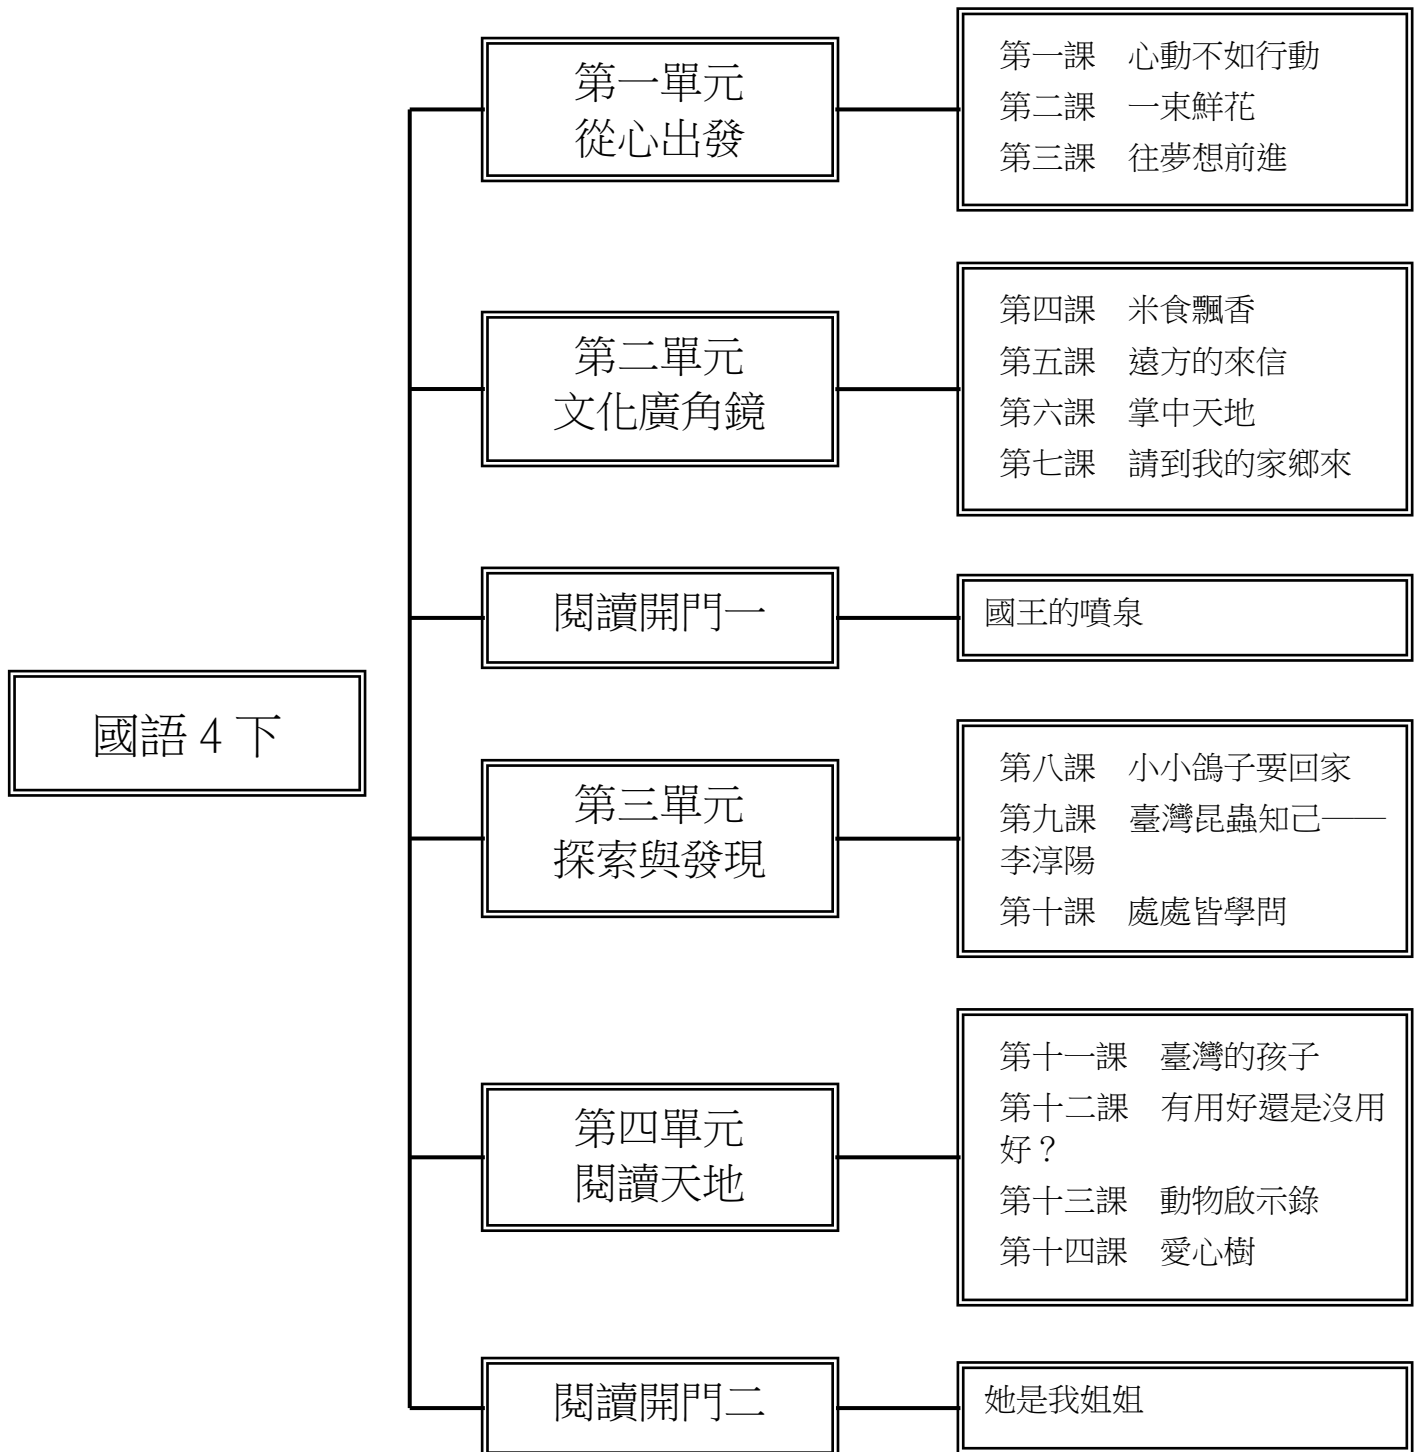 國語4下
第一單元
從心出發
第一課　心動不如行動
第二課　一束鮮花
第三課　往夢想前進
第二單元
文化廣角鏡
第四課　米食飄香
第五課　遠方的來信
第六課　掌中天地
第七課　請到我的家鄉來
閱讀開門一
國王的噴泉
第三單元
探索與發現
第八課　小小鴿子要回家
第九課　臺灣昆蟲知己——
李淳陽
第十課　處處皆學問
第四單元
閱讀天地
第十一課　臺灣的孩子
第十二課　有用好還是沒用
好？
第十三課　動物啟示錄
第十四課　愛心樹
閱讀開門二
她是我姐姐